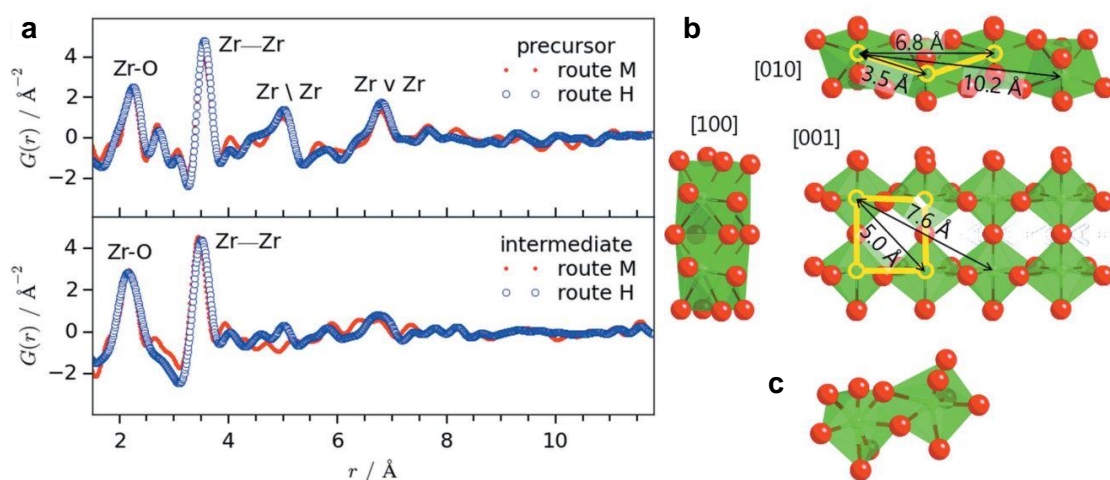 a
4
2
0
−2
G(r) / Å⁻²
Zr-O
Zr—Zr
Zr \ Zr
Zr v Zr
precursor
route M
route H
4
2
0
−2
G(r) / Å⁻²
Zr-O
Zr—Zr
intermediate
route M
route H
2
4
6
8
10
r / Å
b
[010]
6.8 Å
3.5 Å
10.2 Å
[100]
[001]
7.6 Å
5.0 Å
c